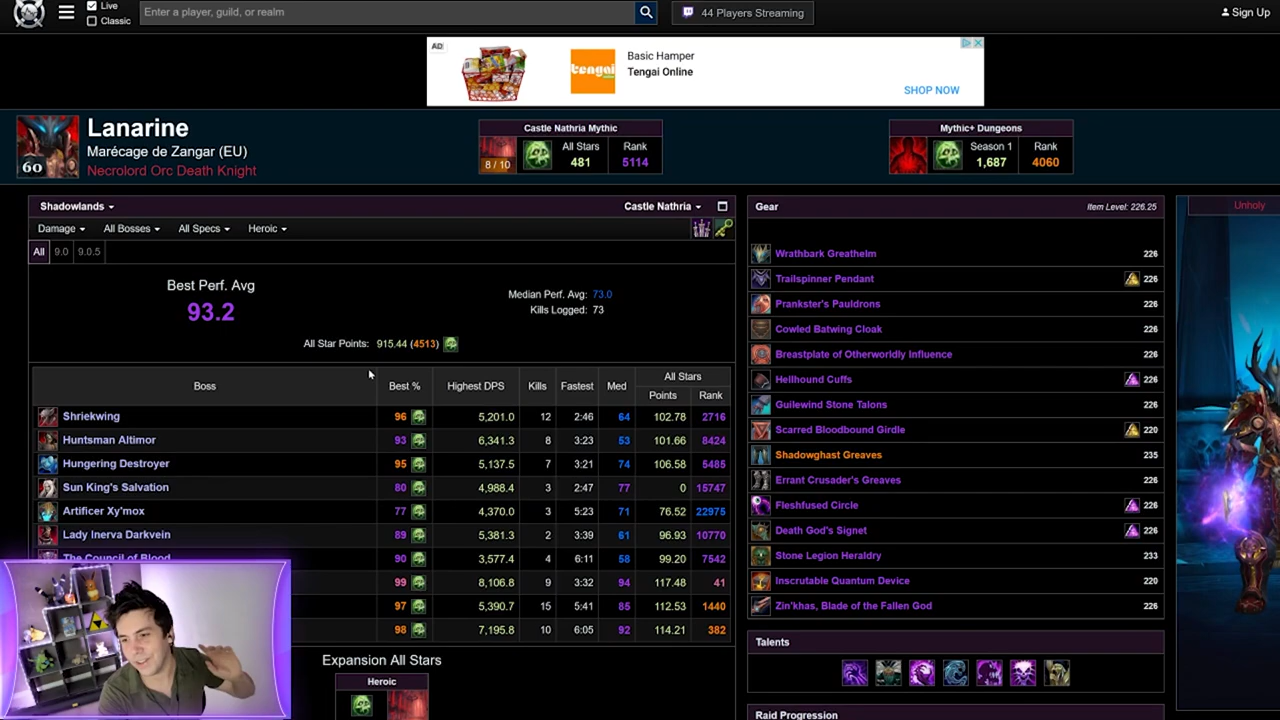 Live
Classic
Enter a player, guild, or realm
44 Players Streaming
Sign Up
AD
tengai
Basic Hamper
Tengai Online
SHOP NOW
60
Lanarine
Marécage de Zangar (EU)
Necrolord Orc Death Knight
Castle Nathria Mythic
8 / 10
All Stars
481
Rank
5114
Mythic+ Dungeons
Season 1
1,687
Rank
4060
Shadowlands
Castle Nathria
Damage
All Bosses
All Specs
Heroic
All
9.0
9.0.5
Best Perf. Avg
93.2
Median Perf. Avg: 73.0
Kills Logged: 73
All Star Points: 915.44 (4513)
Boss Best % Highest DPS Kills Fastest Med All Stars
Points Rank
Shriekwing 96 5,201.0 12 2:46 64 102.78 2716
Huntsman Altimor 93 6,341.3 8 3:23 53 101.66 8424
Hungering Destroyer 95 5,137.5 7 3:21 74 106.58 5485
Sun King's Salvation 80 4,988.4 3 2:47 77 0 15747
Artificer Xy'mox 77 4,370.0 3 5:23 71 76.52 22975
Lady Inerva Darkvein 89 5,381.3 2 3:39 61 96.93 10770
The Council of Blood 90 3,577.4 4 6:11 58 99.20 7542
99 8,106.8 9 3:32 94 117.48 41
97 5,390.7 15 5:41 85 112.53 1440
98 7,195.8 10 6:05 92 114.21 382
Expansion All Stars
Heroic
Gear
Item Level: 226.25
Wrathbark Greathelm 226
Trailspinner Pendant 226
Prankster's Pauldrons 226
Cowled Batwing Cloak 226
Breastplate of Otherworldly Influence 226
Hellhound Cuffs 226
Guilewind Stone Talons 226
Scarred Bloodbound Girdle 220
Shadowghast Greaves 235
Errant Crusader's Greaves 226
Fleshfused Circle 226
Death God's Signet 226
Stone Legion Heraldry 233
Inscrutable Quantum Device 220
Zin'khas, Blade of the Fallen God 226
Talents
Raid Progression
Unholy